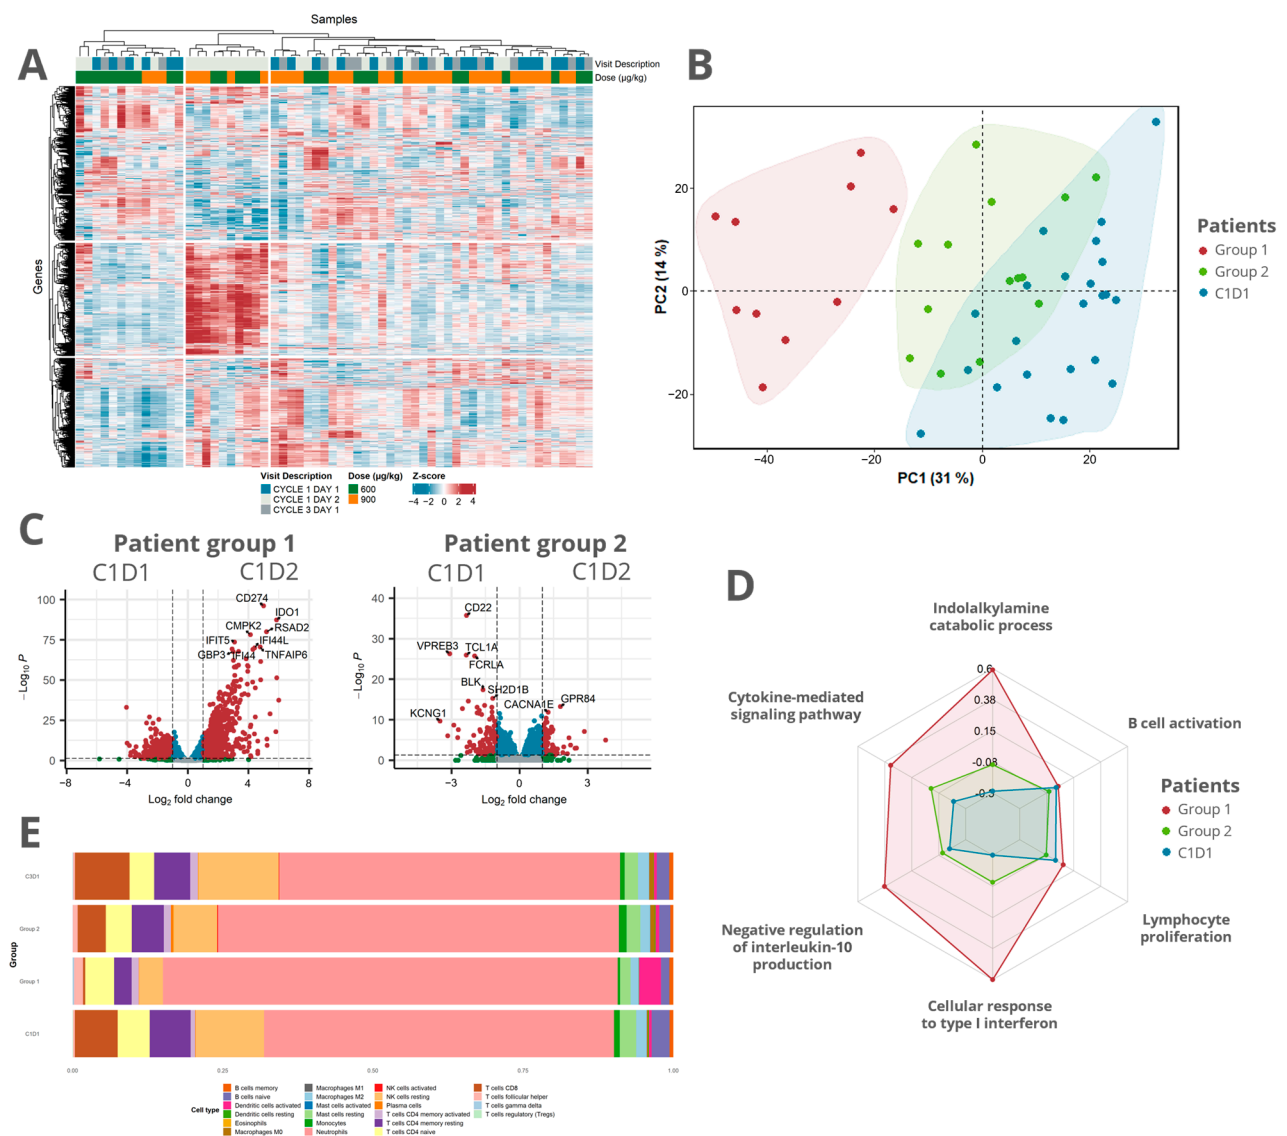 A
Samples
Visit Description
Dose (µg/kg)
Genes
Visit Description
CYCLE 1 DAY 1
CYCLE 1 DAY 2
CYCLE 3 DAY 1
Dose (µg/kg)
600
900
Z-score
−4 −2 0 2 4
B
PC2 (14 %)
20
0
−20
−40 −20 0 20
PC1 (31 %)
Patients
Group 1
Group 2
C1D1
C
Patient group 1
C1D1 C1D2
−Log10 P
100
75
50
25
0
CD274
IDO1
CMPK2
RSAD2
IFIT5
IFI44L
GBP3
IFI44
TNFAIP6
−8 −4 0 4 8
Log2 fold change
Patient group 2
C1D1 C1D2
−Log10 P
40
30
20
10
0
CD22
VPREB3
TCL1A
FCRLA
BLK
SH2D1B
CACNA1E
GPR84
KCNG1
−3 0 3
Log2 fold change
D
Indolalkylamine
catabolic process
Cytokine-mediated
signaling pathway
B cell activation
0.6
0.38
0.15
-0.08
-0.3
Negative regulation
of interleukin-10
production
Lymphocyte
proliferation
Cellular response
to type I interferon
Patients
Group 1
Group 2
C1D1
E
Group
C3D1
Group 2
Group 1
C1D1
0.00 0.25 0.50 0.75 1.00
Cell type
B cells memory
B cells naive
Dendritic cells activated
Dendritic cells resting
Eosinophils
Macrophages M0
Macrophages M1
Macrophages M2
Mast cells activated
Mast cells resting
Monocytes
Neutrophils
NK cells activated
NK cells resting
Plasma cells
T cells CD4 memory activated
T cells CD4 memory resting
T cells CD4 naive
T cells CD8
T cells follicular helper
T cells gamma delta
T cells regulatory (Tregs)